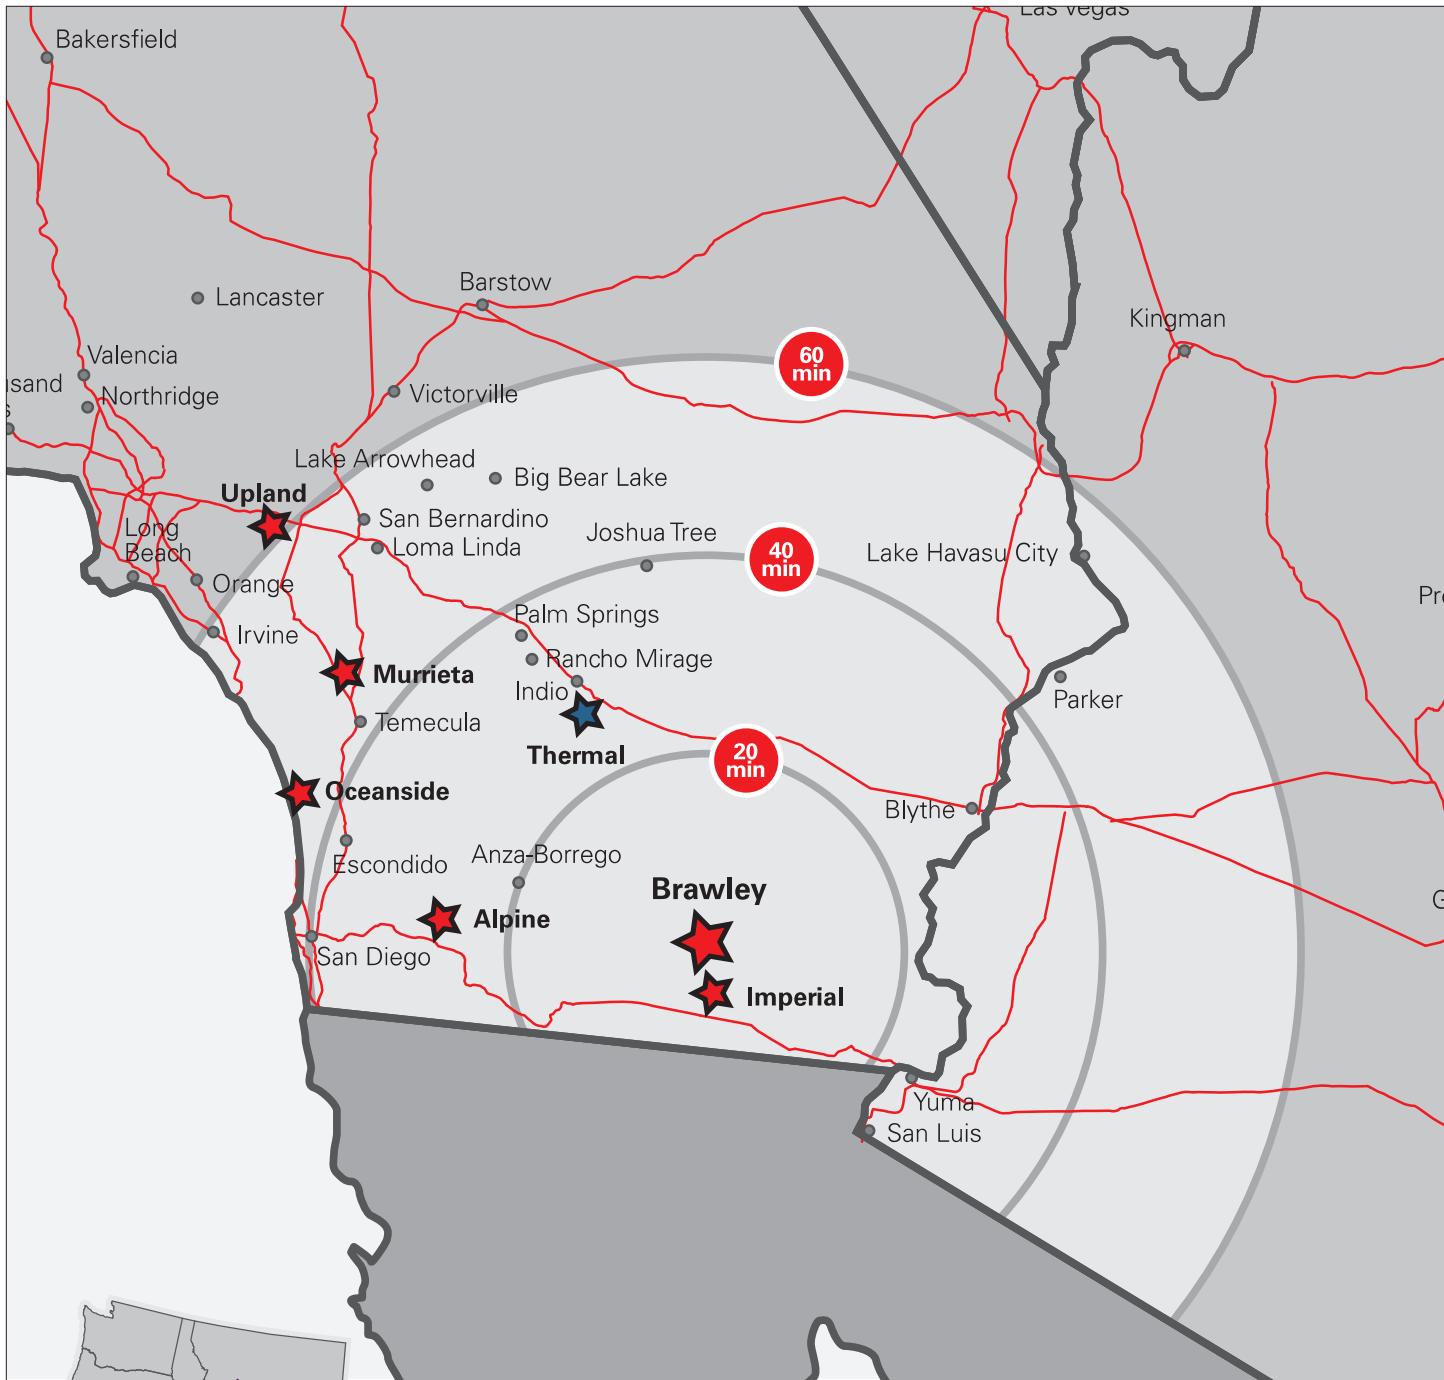 Las Vegas
Bakersfield
Barstow
Lancaster
Kingman
Valencia
60
min
usand
Northridge
Victorville
s
Lake Arrowhead
Big Bear Lake
Upland
San Bernardino
Long
Beach
Joshua Tree
Loma Linda
40
min
Lake Havasu City
Orange
Pre
Palm Springs
Irvine
Rancho Mirage
Murrieta
Indio
Parker
Temecula
Thermal
20
min
Oceanside
Blythe
Anza-Borrego
Escondido
Brawley
G
Alpine
San Diego
Imperial
Yuma
San Luis